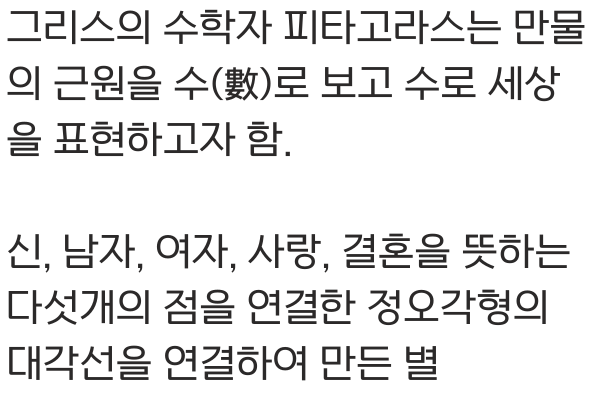 그리스의 수학자 피타고라스는 만물
의 근원을 수(數)로 보고 수로 세상
을 표현하고자 함.
신, 남자, 여자, 사랑, 결혼을 뜻하는
다섯개의 점을 연결한 정오각형의
대각선을 연결하여 만든 별